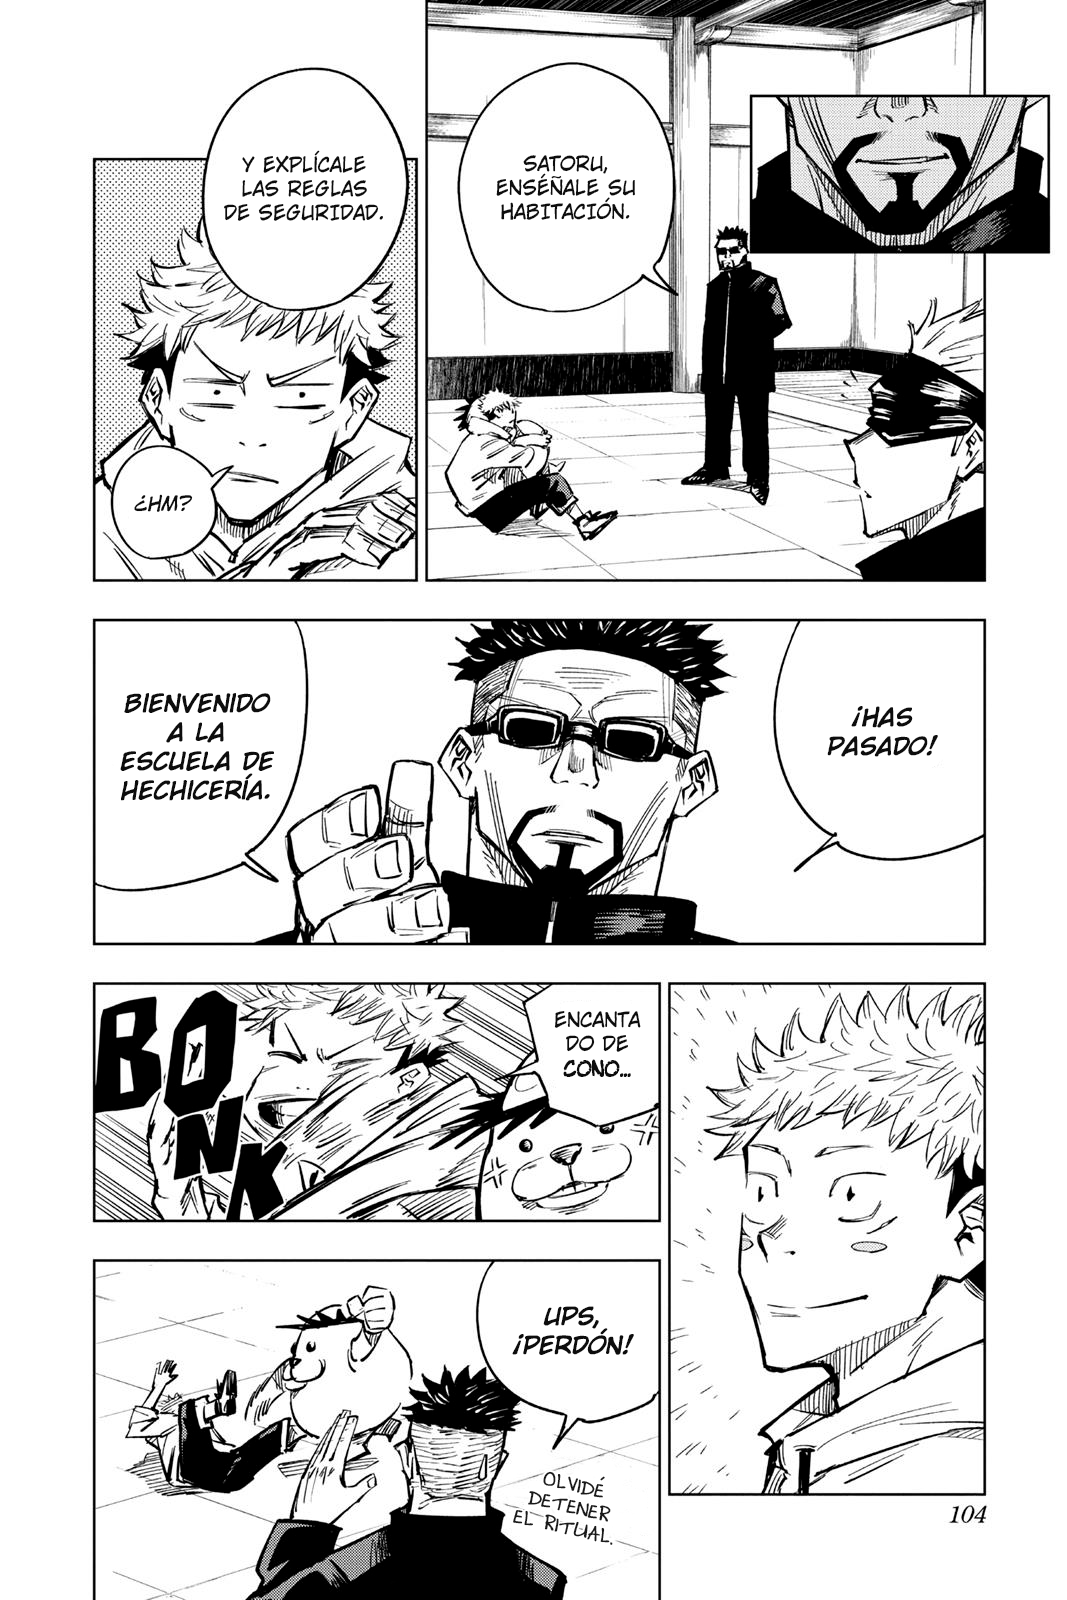 SATORU,
ENSÉÑALE SU
HABITACIÓN.
Y EXPLÍCALE
LAS REGLAS
DE SEGURIDAD.
¿HM?
¡HAS
PASADO!
BIENVENIDO
A LA
ESCUELA DE
HECHICERÍA.
ENCANTA
DO DE
CONO...
BONK
UPS,
¡PERDÓN!
OLVIDÉ
DETENER
EL RITUAL.
104